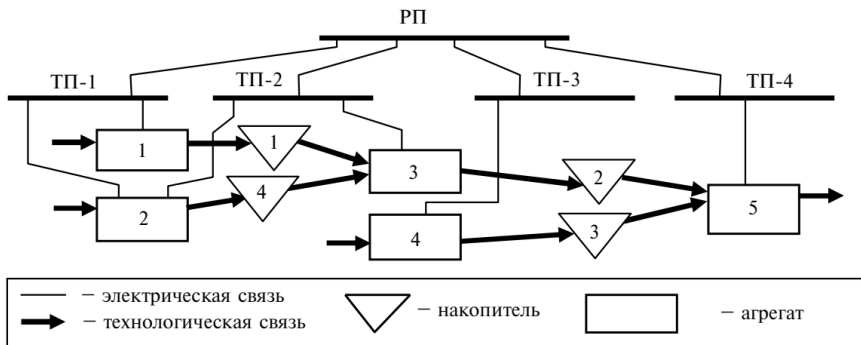 РП
ТП-1 ТП-2 ТП-3 ТП-4
1 1 3 2
2 4 4 3 5
– электрическая связь
– технологическая связь
– накопитель
– агрегат